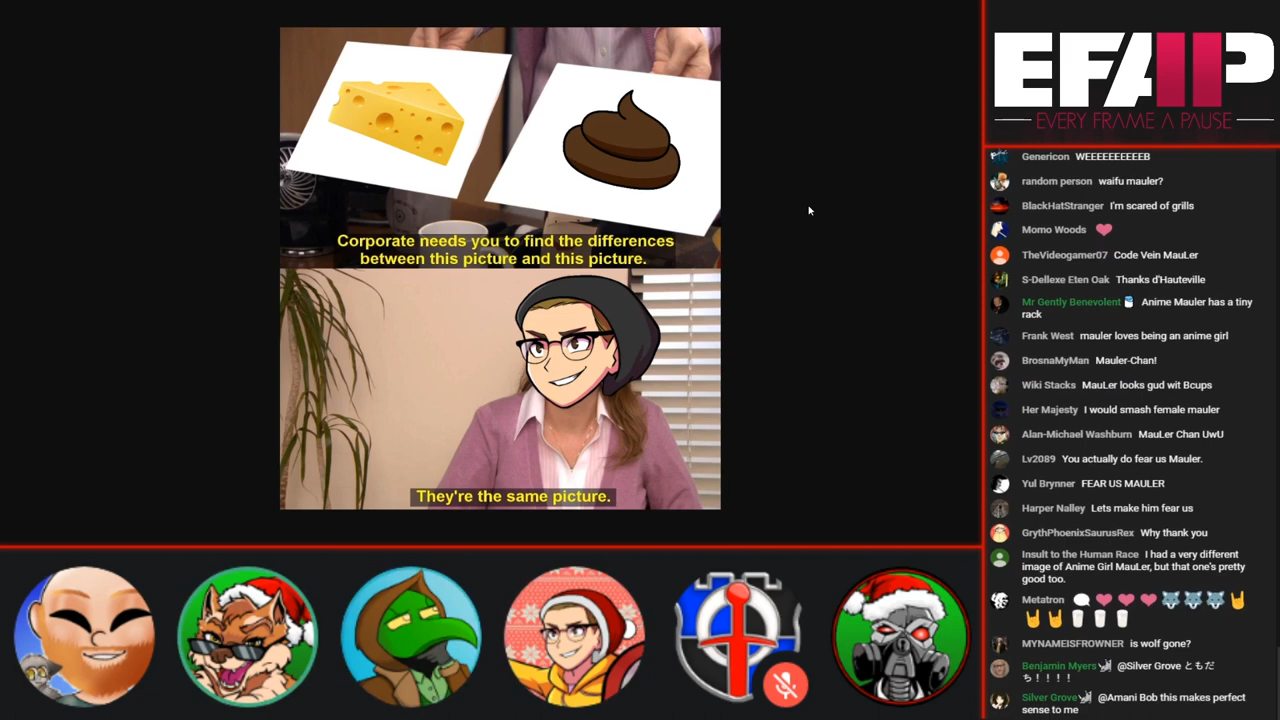 Corporate needs you to find the differences
between this picture and this picture.
They're the same picture.
EFAP
EVERY FRAME A PAUSE
Genericon WEEEEEEEEEEB
random person waifu mauler?
BlackHatStranger I'm scared of grills
Momo Woods
TheVideogamer07 Code Vein MauLer
S-Dellexe Eten Oak Thanks d'Hauteville
Mr Gently Benevolent Anime Mauler has a tiny
rack
Frank West mauler loves being an anime girl
BrosnaMyMan Mauler-Chan!
Wiki Stacks MauLer looks gud wit Bcups
Her Majesty I would smash female mauler
Alan-Michael Washburn MauLer Chan UwU
Lv2089 You actually do fear us Mauler.
Yul Brynner FEAR US MAULER
Harper Nalley Lets make him fear us
GrythPhoenixSaurusRex Why thank you
Insult to the Human Race I had a very different
image of Anime Girl MauLer, but that one's pretty
good too.
Metatron
MYNAMEISFROWNER is wolf gone?
Benjamin Myers @Silver Grove ともだ
ち！！！！
Silver Grove @Amani Bob this makes perfect
sense to me